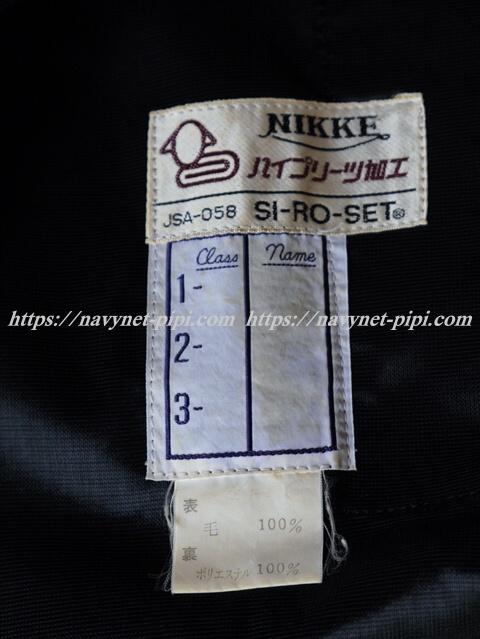 NIKKE
ハイプリーツ加工
JSA-058 SI-RO-SET®
Class Name
1-
https://navynet-pipi.com/ https://navynet-pipi.com/
2-
3-
表
毛 100%
裏
ポリエステル 100%